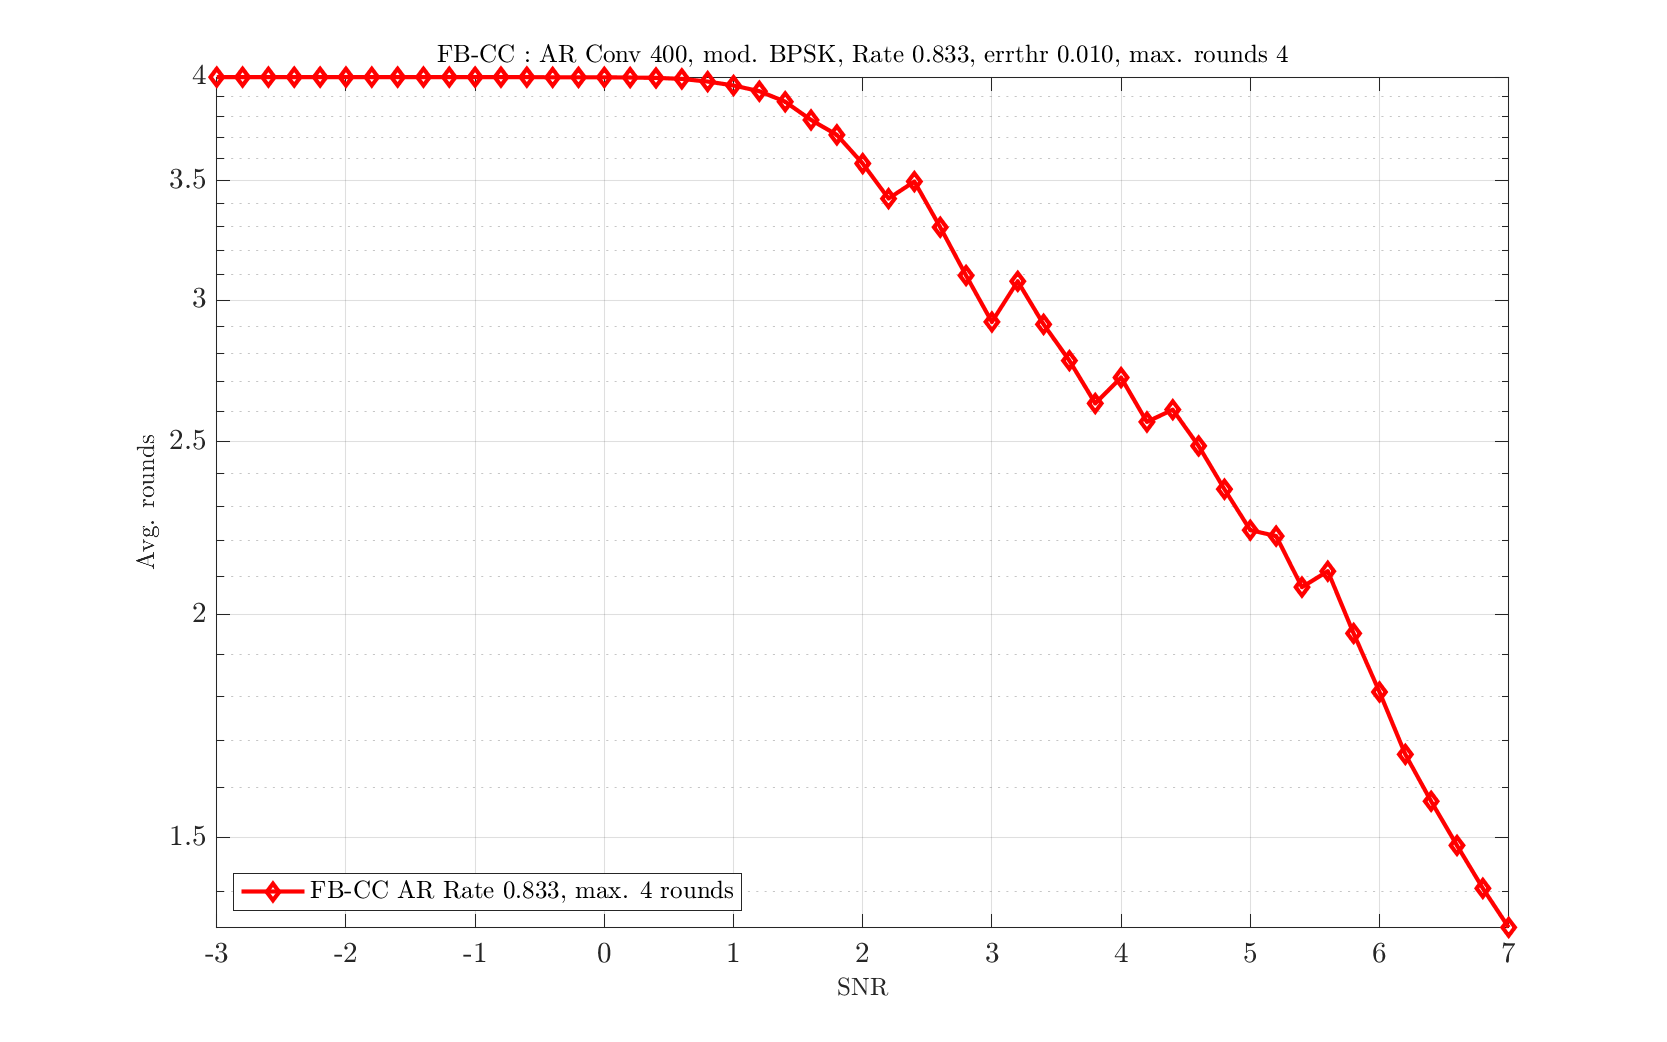 FB-CC : AR Conv 400, mod. BPSK, Rate 0.833, errthr 0.010, max. rounds 4
4
3.5
3
2.5
2
1.5
Avg. rounds
FB-CC AR Rate 0.833, max. 4 rounds
-3 -2 -1 0 1 2 3 4 5 6 7
SNR